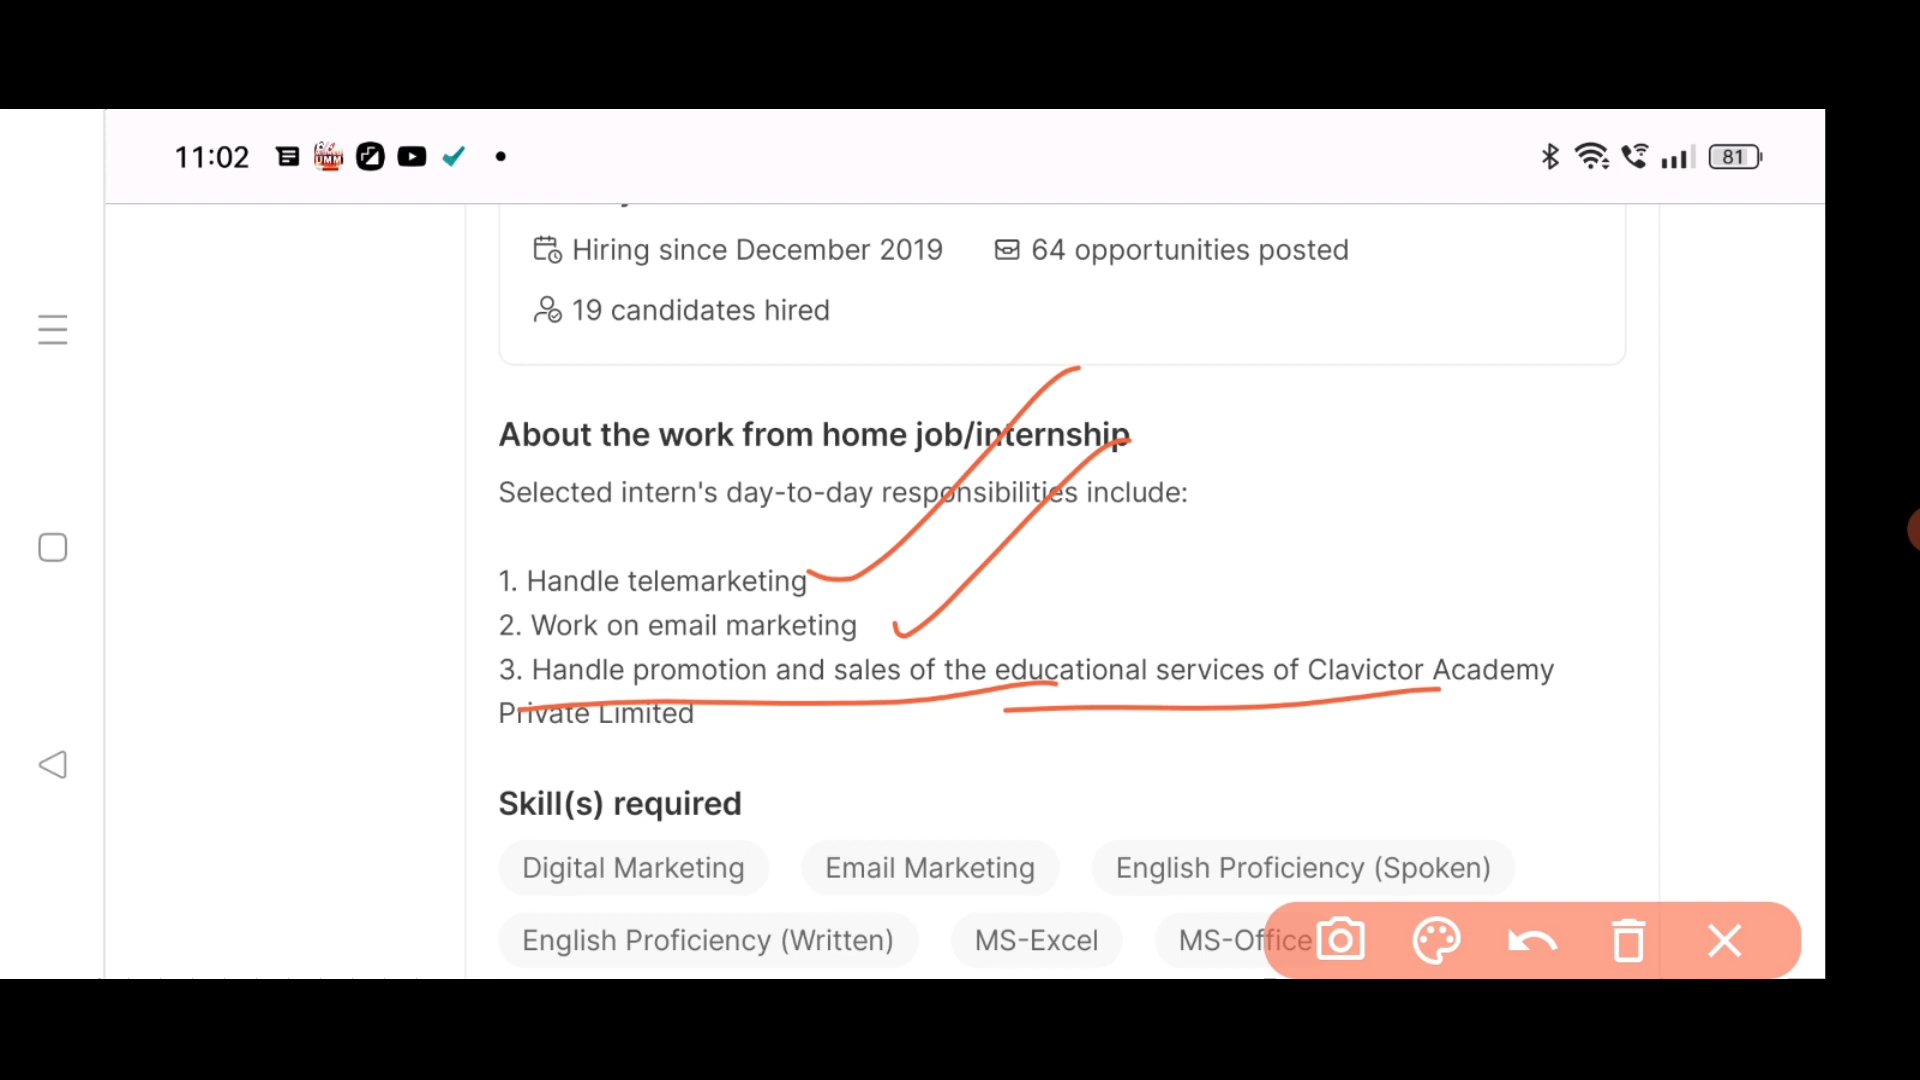 11:02
81
Hiring since December 2019 64 opportunities posted
19 candidates hired
About the work from home job/internship
Selected intern's day-to-day responsibilities include:
1. Handle telemarketing
2. Work on email marketing
3. Handle promotion and sales of the educational services of Clavictor Academy
Private Limited
Skill(s) required
Digital Marketing Email Marketing English Proficiency (Spoken)
English Proficiency (Written) MS-Excel MS-Office